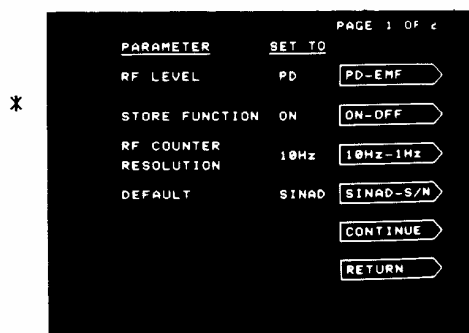 PAGE 1 OF
PARAMETER SET TO
RF LEVEL PD PD-EMF
*
STORE FUNCTION ON ON-OFF
RF COUNTER
RESOLUTION 10Hz 10Hz-1Hz
DEFAULT SINAD SINAD-S/N
CONTINUE
RETURN